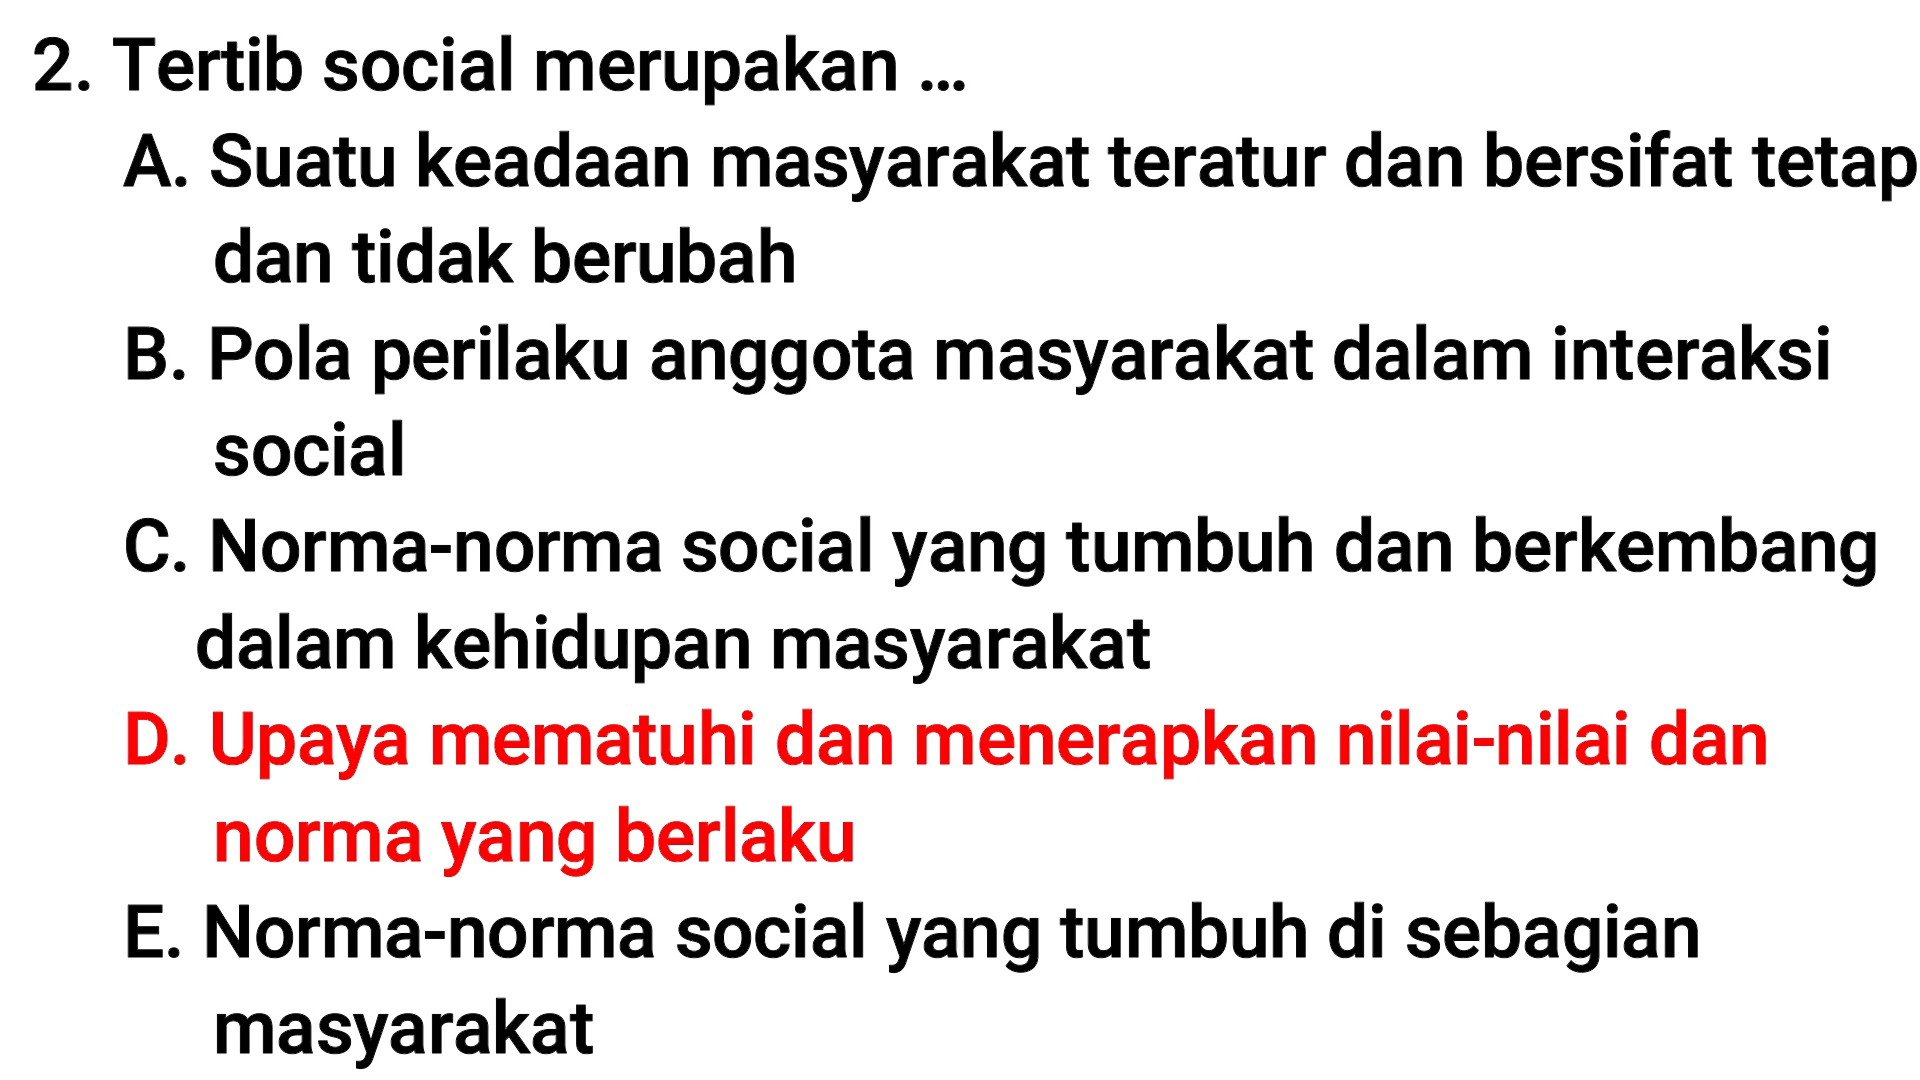 2. Tertib social merupakan ...
A. Suatu keadaan masyarakat teratur dan bersifat tetap
dan tidak berubah
B. Pola perilaku anggota masyarakat dalam interaksi
social
C. Norma-norma social yang tumbuh dan berkembang
dalam kehidupan masyarakat
D. Upaya mematuhi dan menerapkan nilai-nilai dan
norma yang berlaku
E. Norma-norma social yang tumbuh di sebagian
masyarakat